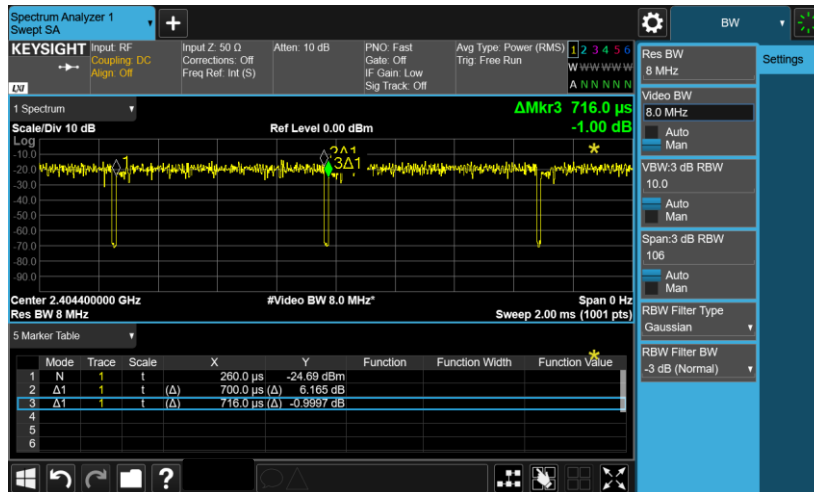 Spectrum Analyzer 1
Swept SA
+
BW
KEYSIGHT
Input: RF
Coupling: DC
Align: Off
Input Z: 50 Ω
Corrections: Off
Freq Ref: Int (S)
Atten: 10 dB
PNO: Fast
Gate: Off
IF Gain: Low
Sig Track: Off
Avg Type: Power (RMS)
Trig: Free Run
1 2 3 4 5 6
W W W W W W
A N N N N N
LXI
1 Spectrum
Scale/Div 10 dB
Ref Level 0.00 dBm
ΔMkr3 716.0 µs
-1.00 dB
Log
-10.0
-20.0
-30.0
-40.0
-50.0
-60.0
-70.0
-80.0
-90.0
1
2Δ1
3Δ1
Center 2.404400000 GHz
#Video BW 8.0 MHz*
Span 0 Hz
Res BW 8 MHz
Sweep 2.00 ms (1001 pts)
5 Marker Table
Mode Trace Scale X Y Function Function Width Function Value
1 N 1 t 260.0 µs -24.69 dBm
2 Δ1 1 t (Δ) 700.0 µs (Δ) 6.165 dB
3 Δ1 1 t (Δ) 716.0 µs (Δ) -0.9997 dB
4
5
6
?
Res BW
8 MHz
Video BW
8.0 MHz
Auto
Man
VBW:3 dB RBW
10.0
Auto
Man
Span:3 dB RBW
106
Auto
Man
RBW Filter Type
Gaussian
RBW Filter BW
-3 dB (Normal)
Settings